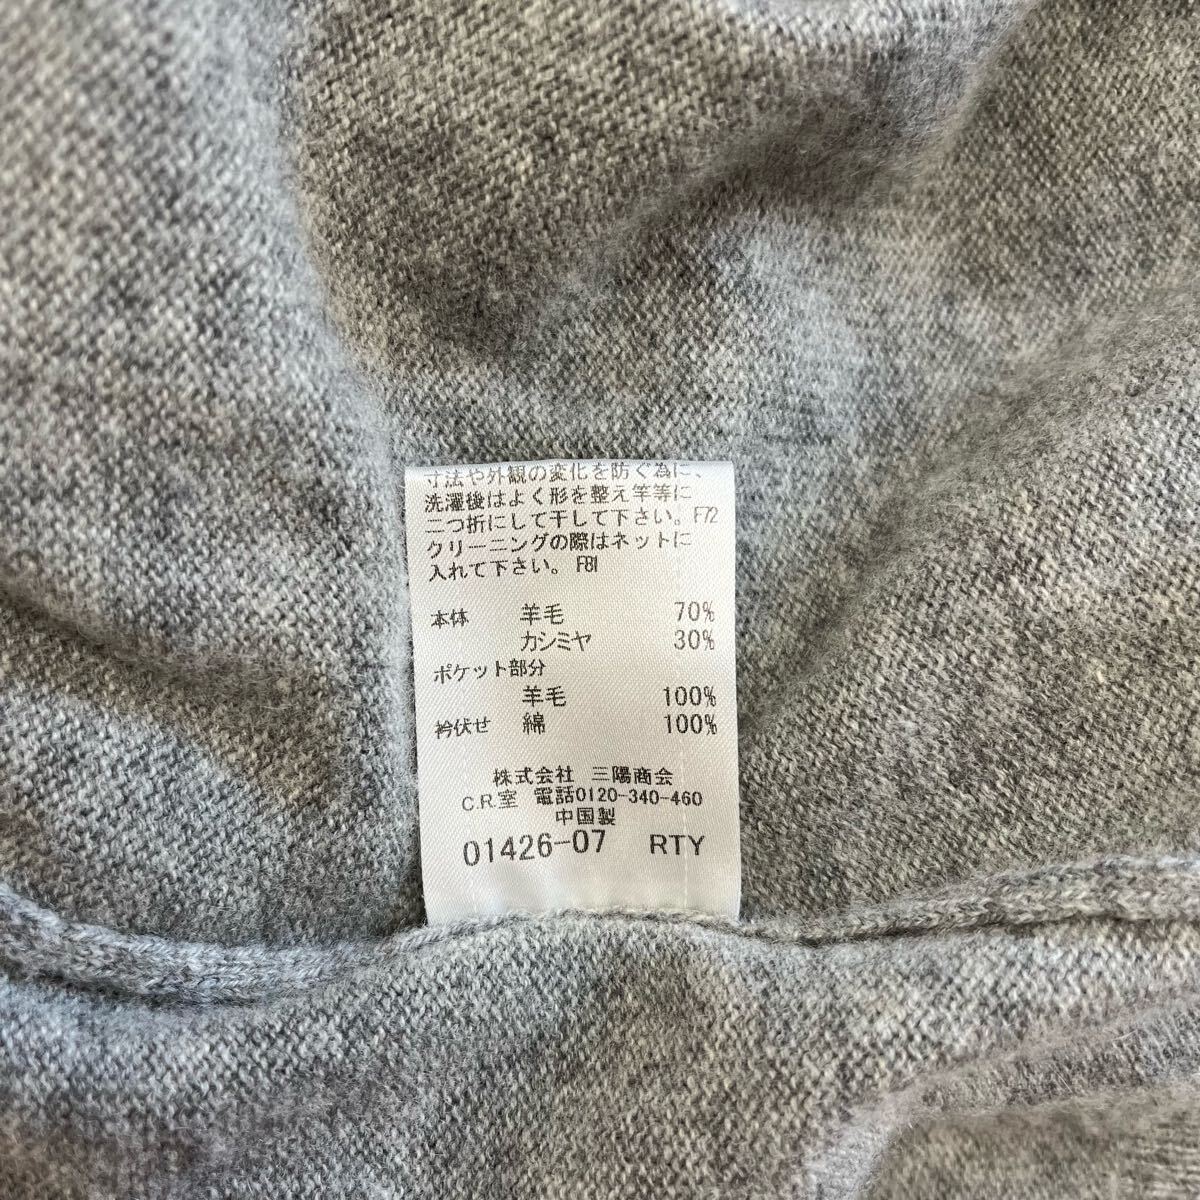 寸法や外観の変化を防ぐ為に、
洗濯後はよく形を整え竿等に
二つ折にして干して下さい。F72
クリーニングの際はネットに
入れて下さい。F81
本体 羊毛 70%
カシミヤ 30%
ポケット部分
羊毛 100%
衿伏せ 綿 100%
株式会社 三陽商会
C.R.室 電話0120-340-460
中国製
01426-07 RTY